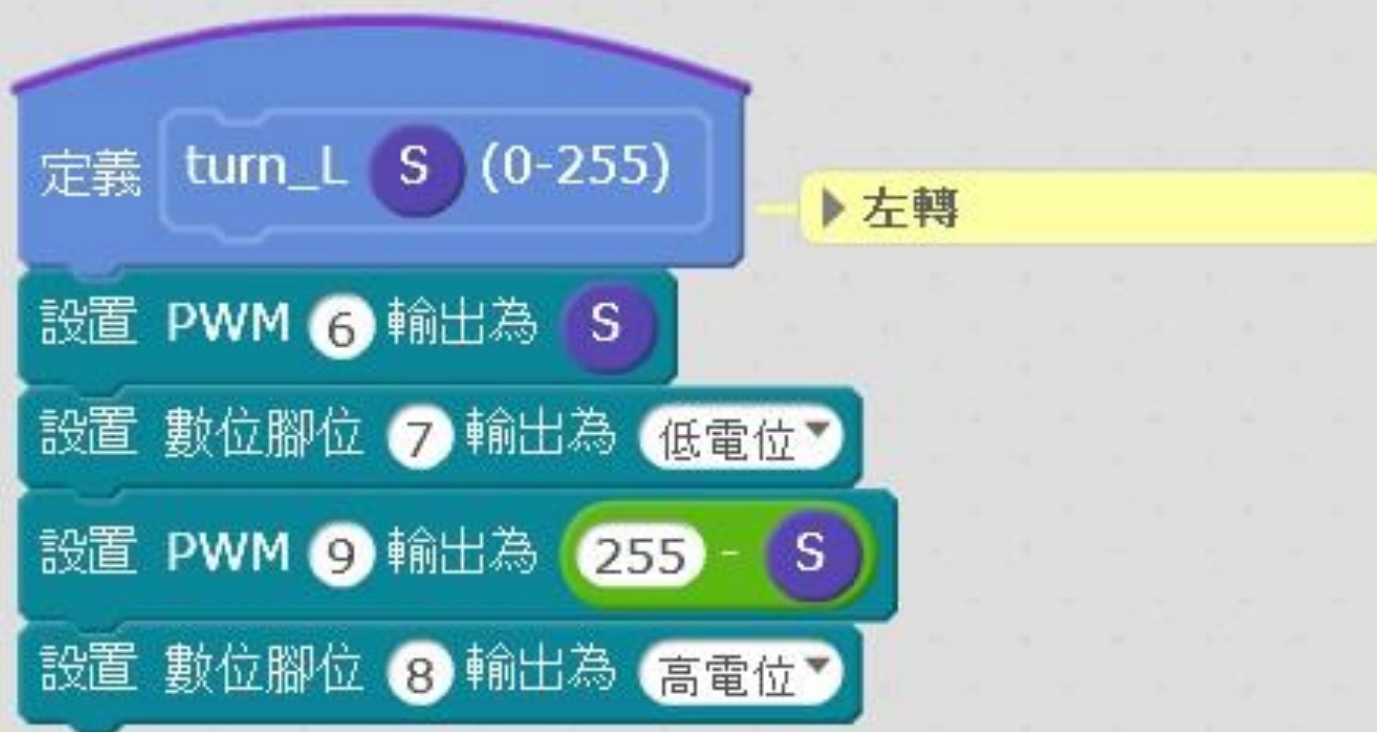 定義 turn_L S (0-255)
左轉
設置 PWM 6 輸出為 S
設置 數位腳位 7 輸出為 低電位
設置 PWM 9 輸出為 255 - S
設置 數位腳位 8 輸出為 高電位